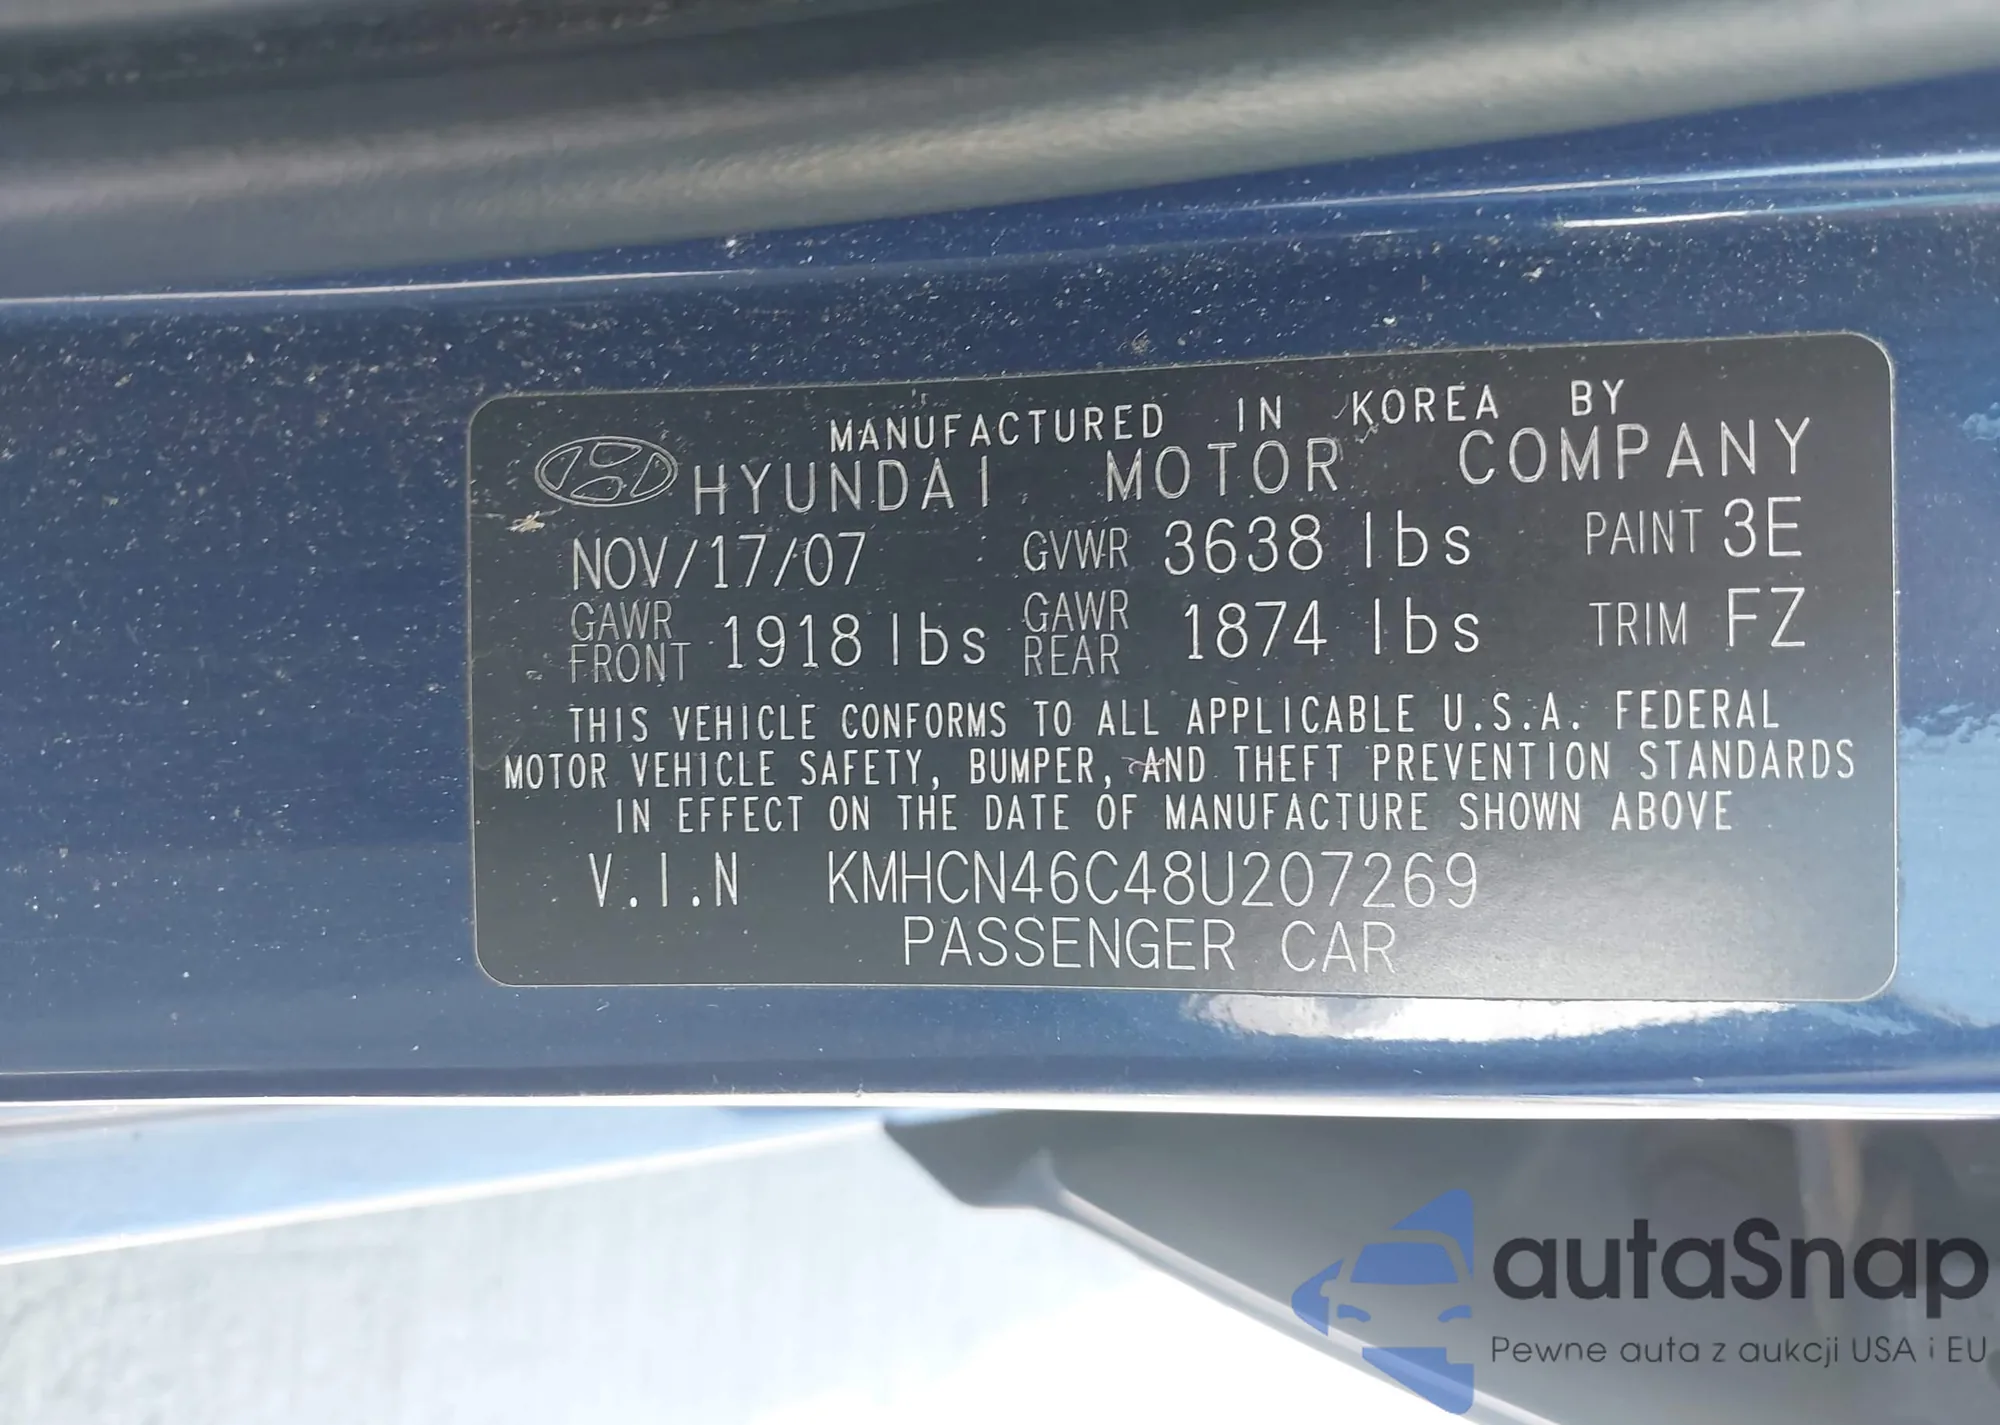 MANUFACTURED IN KOREA BY
HYUNDAI MOTOR COMPANY
NOV/17/07 GVWR 3638 lbs PAINT 3E
GAWR FRONT 1918 lbs GAWR REAR 1874 lbs TRIM FZ
THIS VEHICLE CONFORMS TO ALL APPLICABLE U.S.A. FEDERAL
MOTOR VEHICLE SAFETY, BUMPER, AND THEFT PREVENTION STANDARDS
IN EFFECT ON THE DATE OF MANUFACTURE SHOWN ABOVE
V.I.N KMHCN46C48U207269
PASSENGER CAR
autaSnap
Pewne auta z aukcji USA i EU